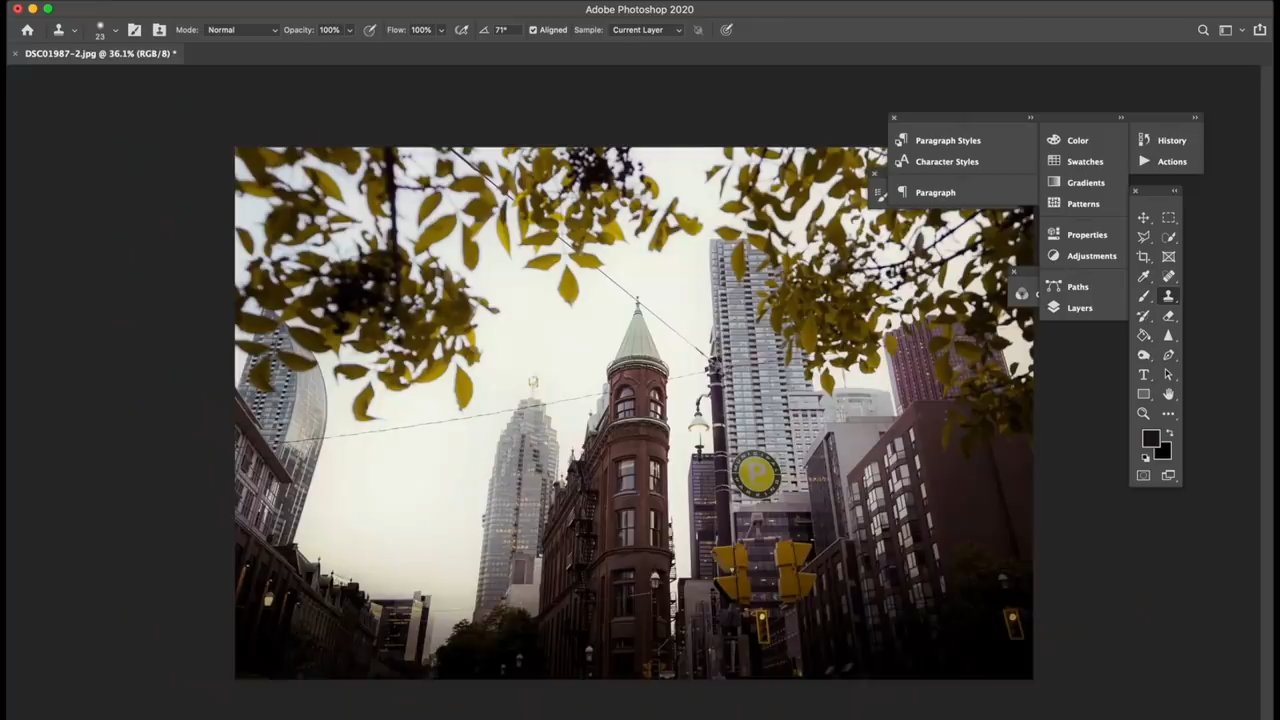 Adobe Photoshop 2020
23
Mode: Normal
Opacity: 100%
Flow: 100%
71°
Aligned
Sample: Current Layer
DSC01987-2.jpg @ 36.1% (RGB/8) *
Paragraph Styles
Character Styles
Paragraph
Color
Swatches
Gradients
Patterns
Properties
Adjustments
Paths
Layers
History
Actions
P